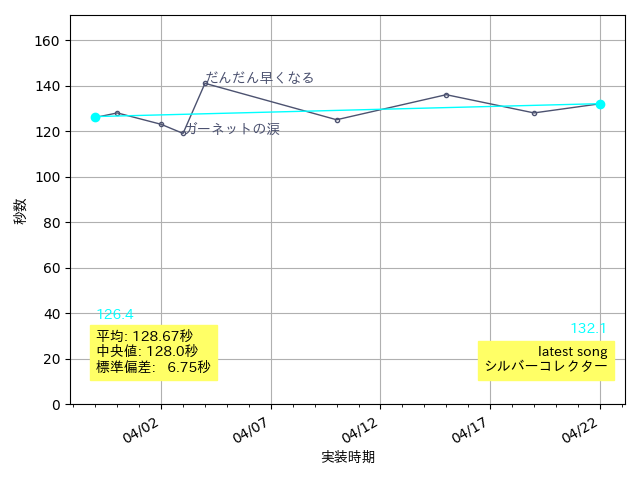 160
140
120
100
80
60
40
20
0
秒数
だんだん早くなる
ガーネットの涙
126.4
平均: 128.67秒
中央値: 128.0秒
標準偏差: 6.75秒
132.1
latest song
シルバーコレクター
04/02
04/07
04/12
04/17
04/22
実装時期